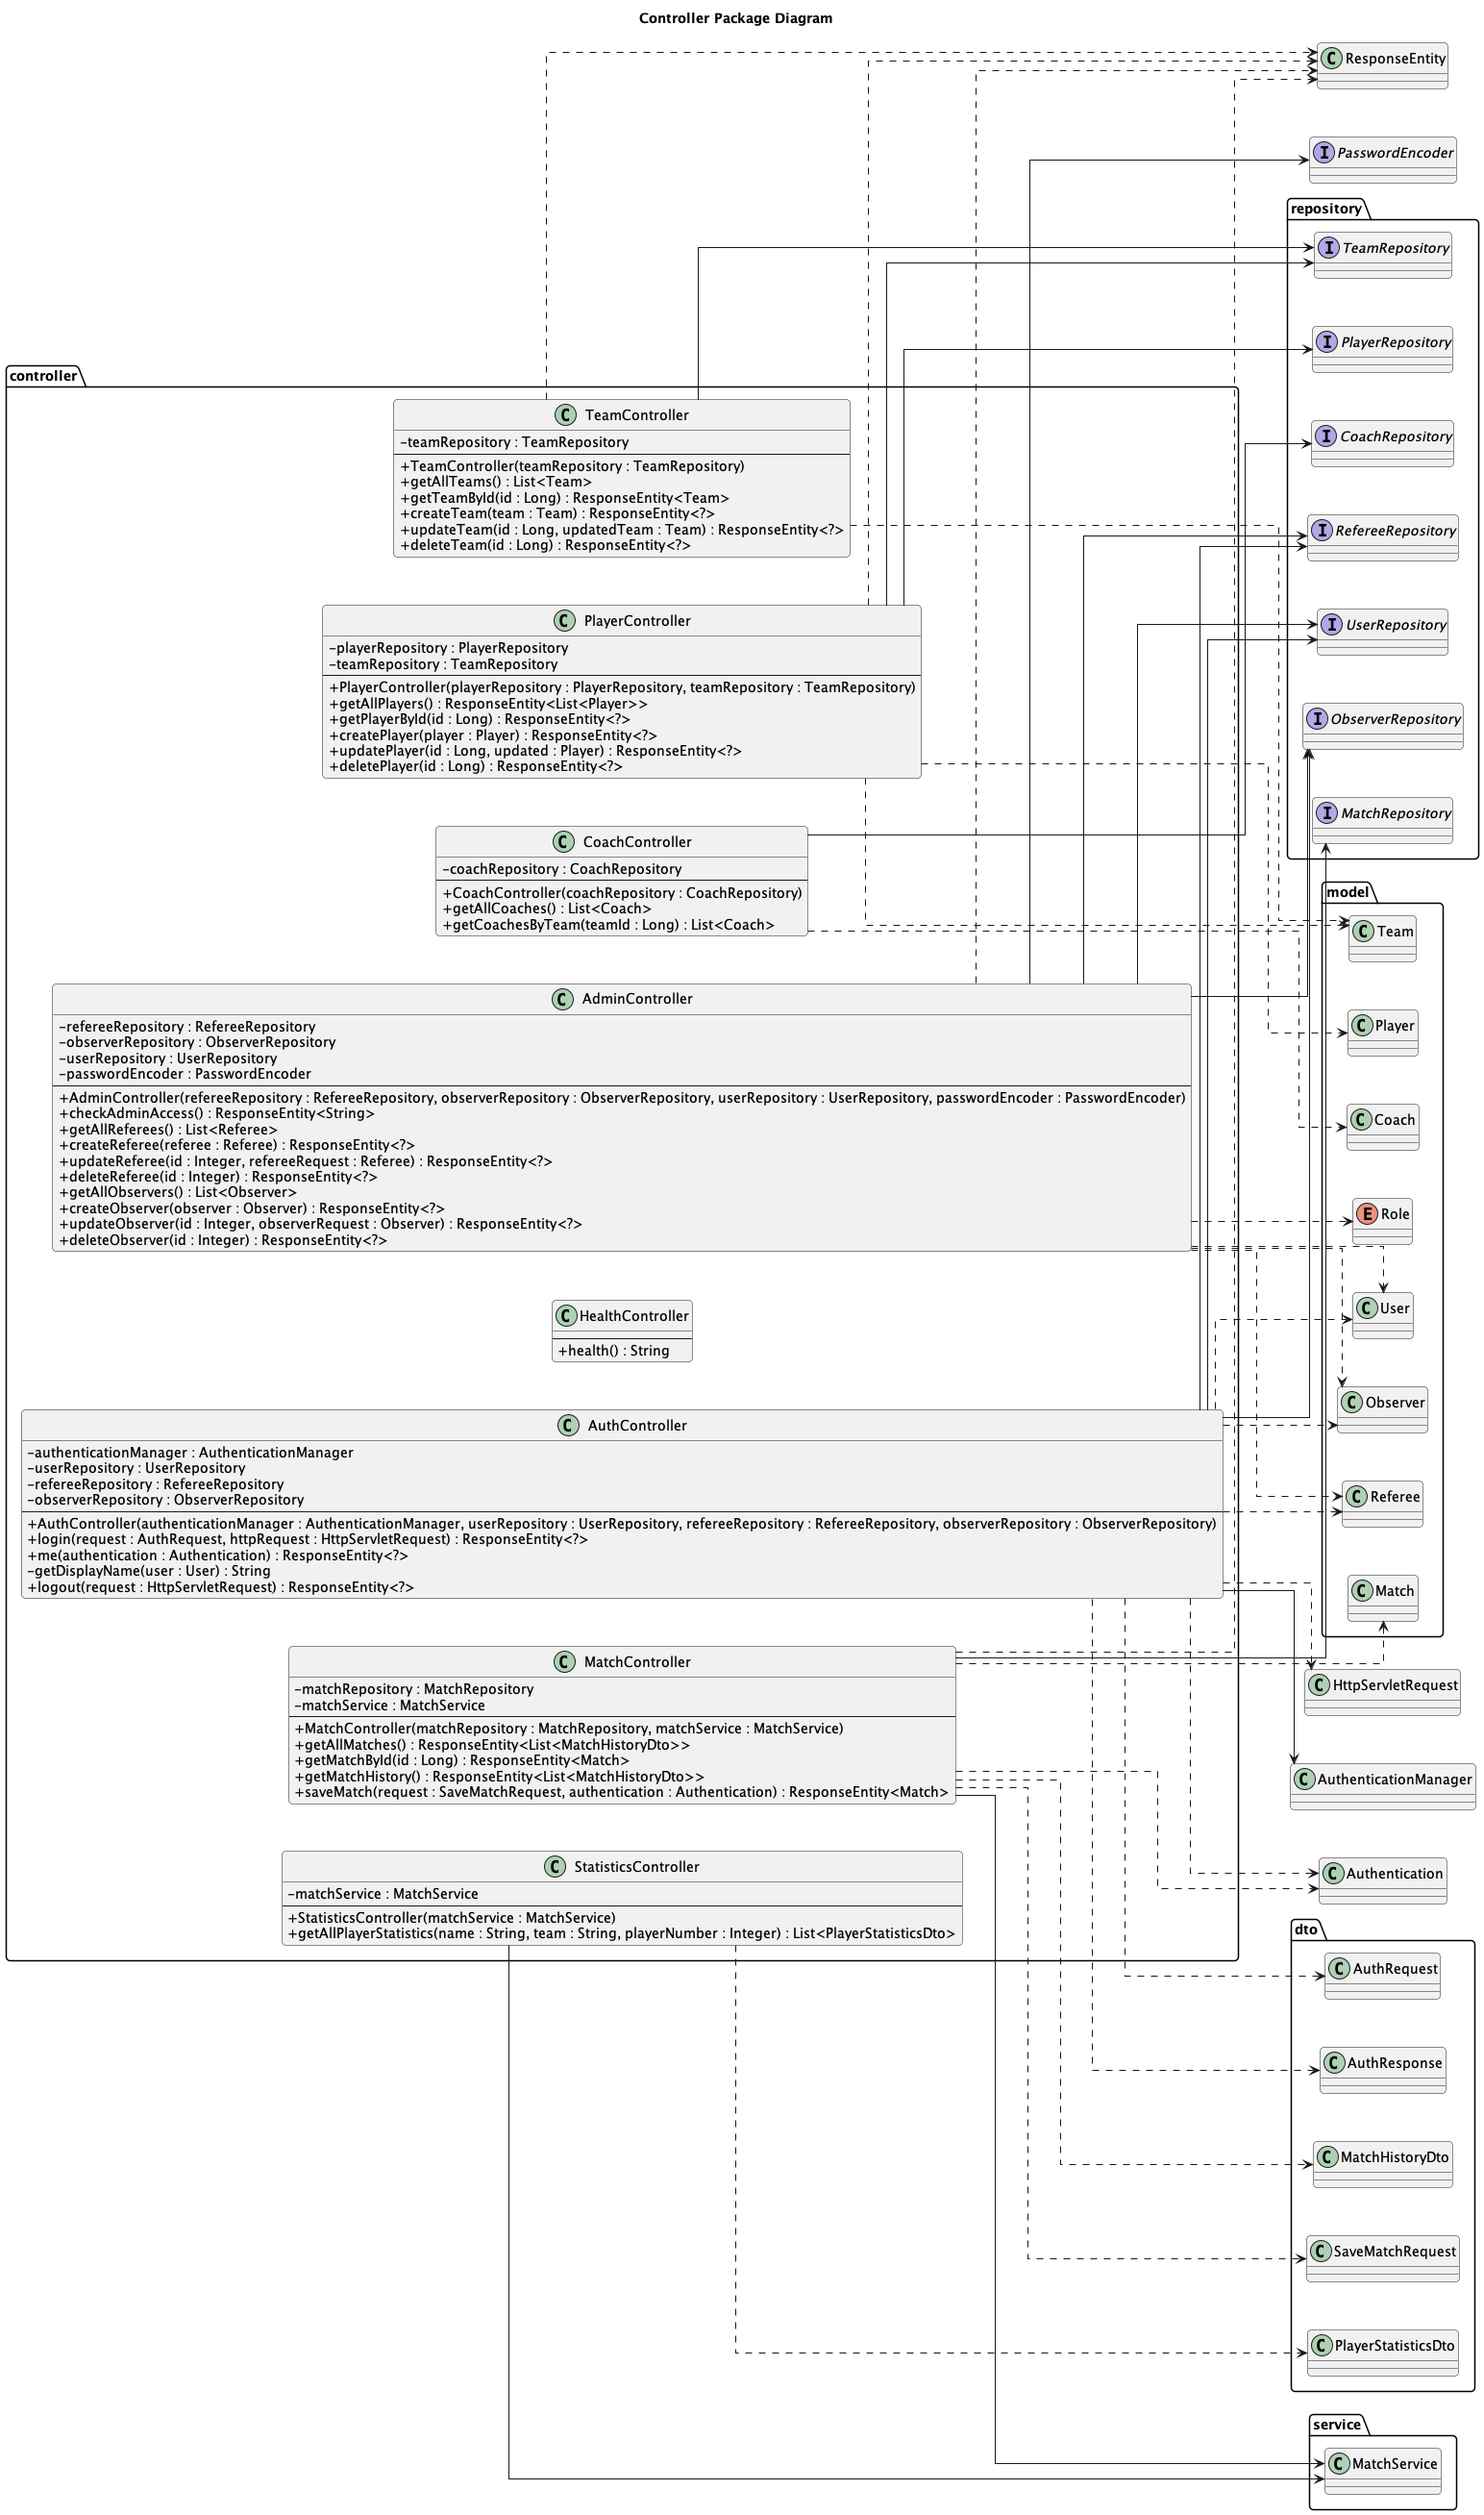 Controller Package Diagram
C ResponseEntity
I PasswordEncoder
repository
I TeamRepository
I PlayerRepository
I CoachRepository
I RefereeRepository
I UserRepository
I ObserverRepository
I MatchRepository
controller
C TeamController
-teamRepository : TeamRepository
+TeamController(teamRepository : TeamRepository)
+getAllTeams() : List<Team>
+getTeamById(id : Long) : ResponseEntity<Team>
+createTeam(team : Team) : ResponseEntity<?>
+updateTeam(id : Long, updatedTeam : Team) : ResponseEntity<?>
+deleteTeam(id : Long) : ResponseEntity<?>
C PlayerController
-playerRepository : PlayerRepository
-teamRepository : TeamRepository
+PlayerController(playerRepository : PlayerRepository, teamRepository : TeamRepository)
+getAllPlayers() : ResponseEntity<List<Player>>
+getPlayerById(id : Long) : ResponseEntity<?>
+createPlayer(player : Player) : ResponseEntity<?>
+updatePlayer(id : Long, updated : Player) : ResponseEntity<?>
+deletePlayer(id : Long) : ResponseEntity<?>
C CoachController
-coachRepository : CoachRepository
+CoachController(coachRepository : CoachRepository)
+getAllCoaches() : List<Coach>
+getCoachesByTeam(teamId : Long) : List<Coach>
C AdminController
-refereeRepository : RefereeRepository
-observerRepository : ObserverRepository
-userRepository : UserRepository
-passwordEncoder : PasswordEncoder
+AdminController(refereeRepository : RefereeRepository, observerRepository : ObserverRepository, userRepository : UserRepository, passwordEncoder : PasswordEncoder)
+checkAdminAccess() : ResponseEntity<String>
+getAllReferees() : List<Referee>
+createReferee(referee : Referee) : ResponseEntity<?>
+updateReferee(id : Integer, refereeRequest : Referee) : ResponseEntity<?>
+deleteReferee(id : Integer) : ResponseEntity<?>
+getAllObservers() : List<Observer>
+createObserver(observer : Observer) : ResponseEntity<?>
+updateObserver(id : Integer, observerRequest : Observer) : ResponseEntity<?>
+deleteObserver(id : Integer) : ResponseEntity<?>
C HealthController
+health() : String
C AuthController
-authenticationManager : AuthenticationManager
-userRepository : UserRepository
-refereeRepository : RefereeRepository
-observerRepository : ObserverRepository
+AuthController(authenticationManager : AuthenticationManager, userRepository : UserRepository, refereeRepository : RefereeRepository, observerRepository : ObserverRepository)
+login(request : AuthRequest, httpRequest : HttpServletRequest) : ResponseEntity<?>
+me(authentication : Authentication) : ResponseEntity<?>
-getDisplayName(user : User) : String
+logout(request : HttpServletRequest) : ResponseEntity<?>
C MatchController
-matchRepository : MatchRepository
-matchService : MatchService
+MatchController(matchRepository : MatchRepository, matchService : MatchService)
+getAllMatches() : ResponseEntity<List<MatchHistoryDto>>
+getMatchById(id : Long) : ResponseEntity<Match>
+getMatchHistory() : ResponseEntity<List<MatchHistoryDto>>
+saveMatch(request : SaveMatchRequest, authentication : Authentication) : ResponseEntity<Match>
C StatisticsController
-matchService : MatchService
+StatisticsController(matchService : MatchService)
+getAllPlayerStatistics(name : String, team : String, playerNumber : Integer) : List<PlayerStatisticsDto>
model
C Team
C Player
C Coach
E Role
C User
C Observer
C Referee
C Match
C HttpServletRequest
C AuthenticationManager
C Authentication
dto
C AuthRequest
C AuthResponse
C MatchHistoryDto
C SaveMatchRequest
C PlayerStatisticsDto
service
C MatchService